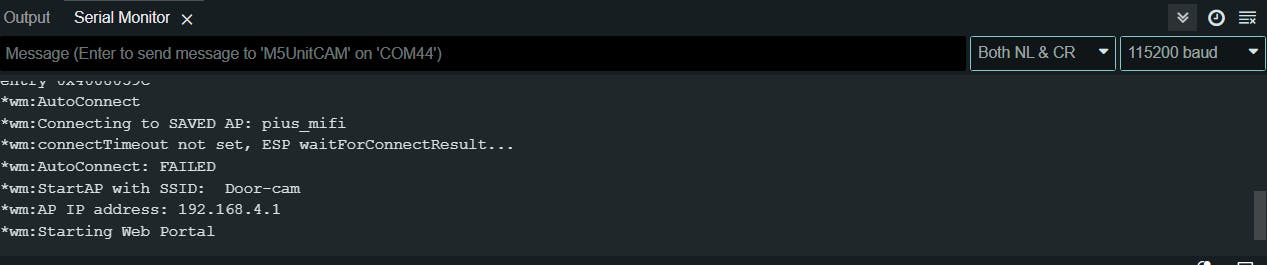 Output Serial Monitor
Message (Enter to send message to 'M5UnitCAM' on 'COM44') Both NL & CR 115200 baud
*wm:AutoConnect
*wm:Connecting to SAVED AP: pius_mifi
*wm:connectTimeout not set, ESP waitForConnectResult...
*wm:AutoConnect: FAILED
*wm:StartAP with SSID:  Door-cam
*wm:AP IP address: 192.168.4.1
*wm:Starting Web Portal